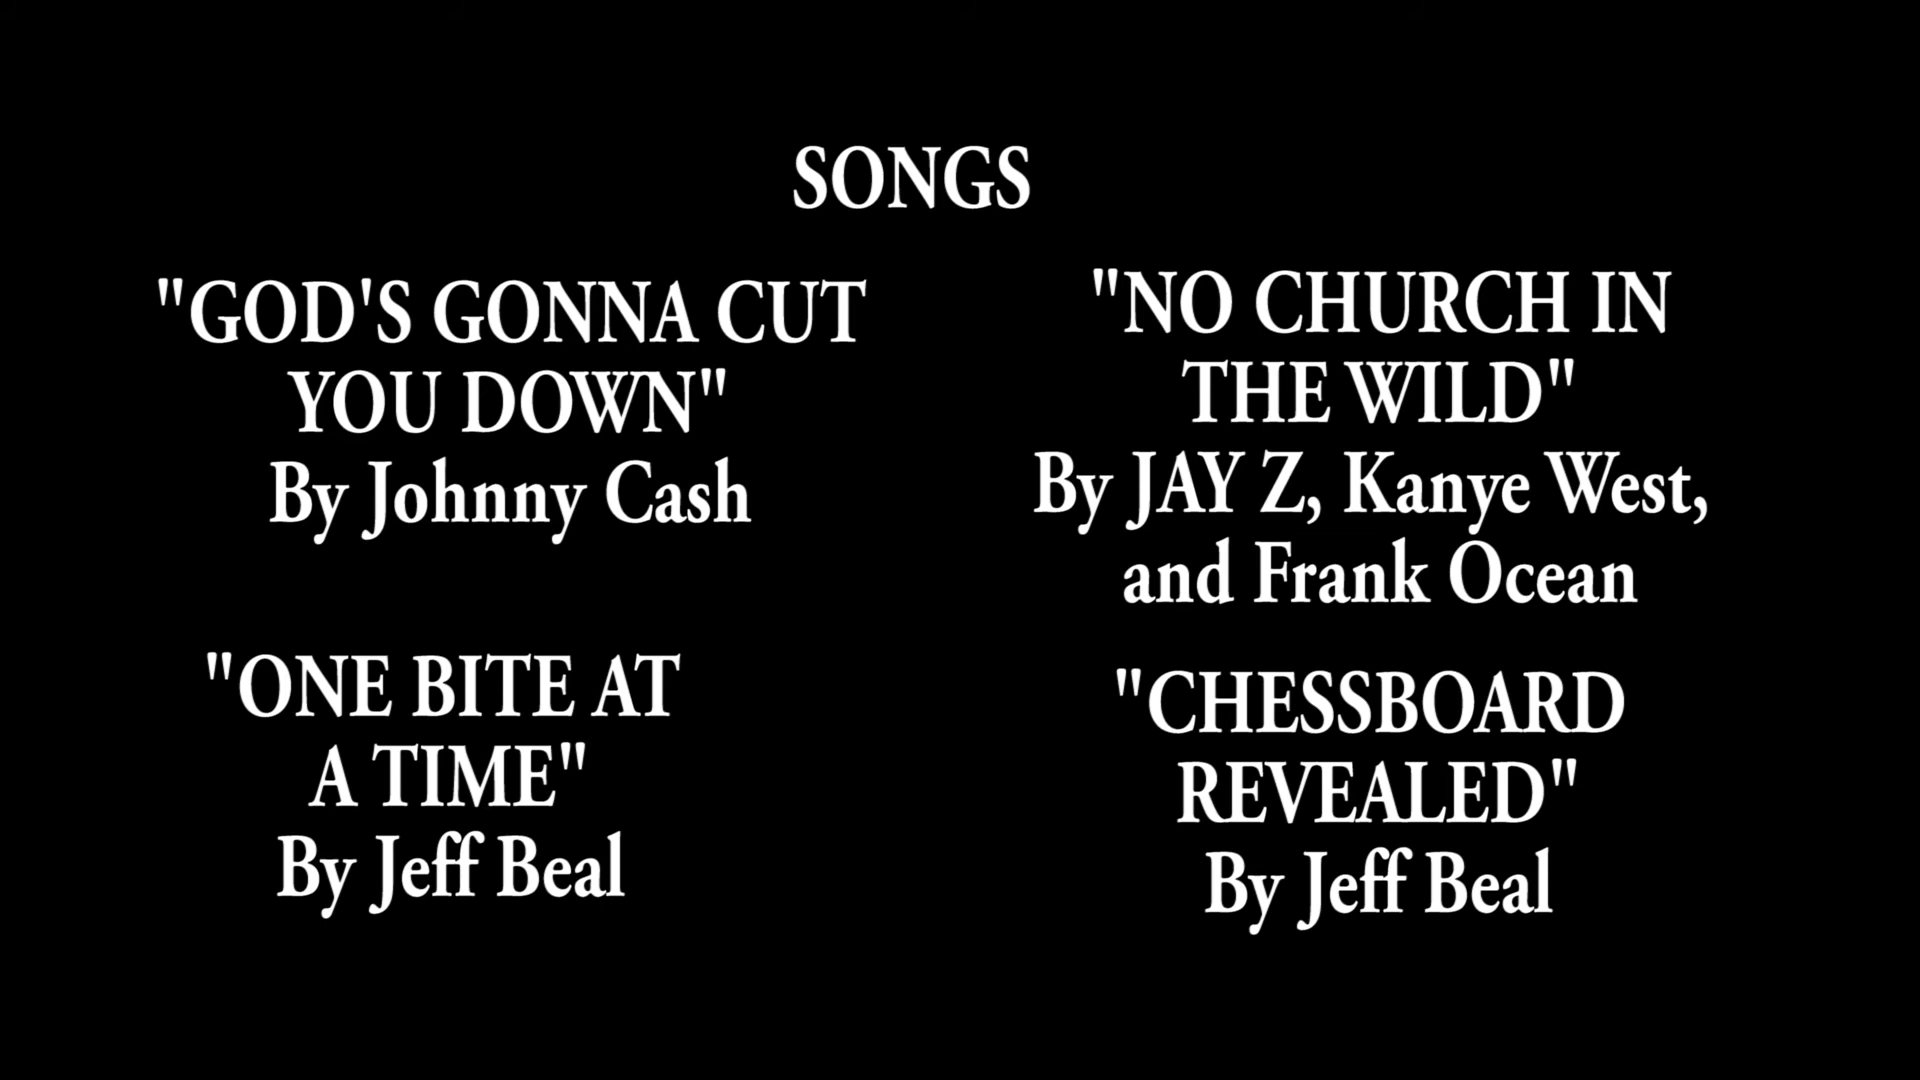 SONGS
"GOD'S GONNA CUT
YOU DOWN"
By Johnny Cash
"NO CHURCH IN
THE WILD"
By JAY Z, Kanye West,
and Frank Ocean
"ONE BITE AT
A TIME"
By Jeff Beal
"CHESSBOARD
REVEALED"
By Jeff Beal